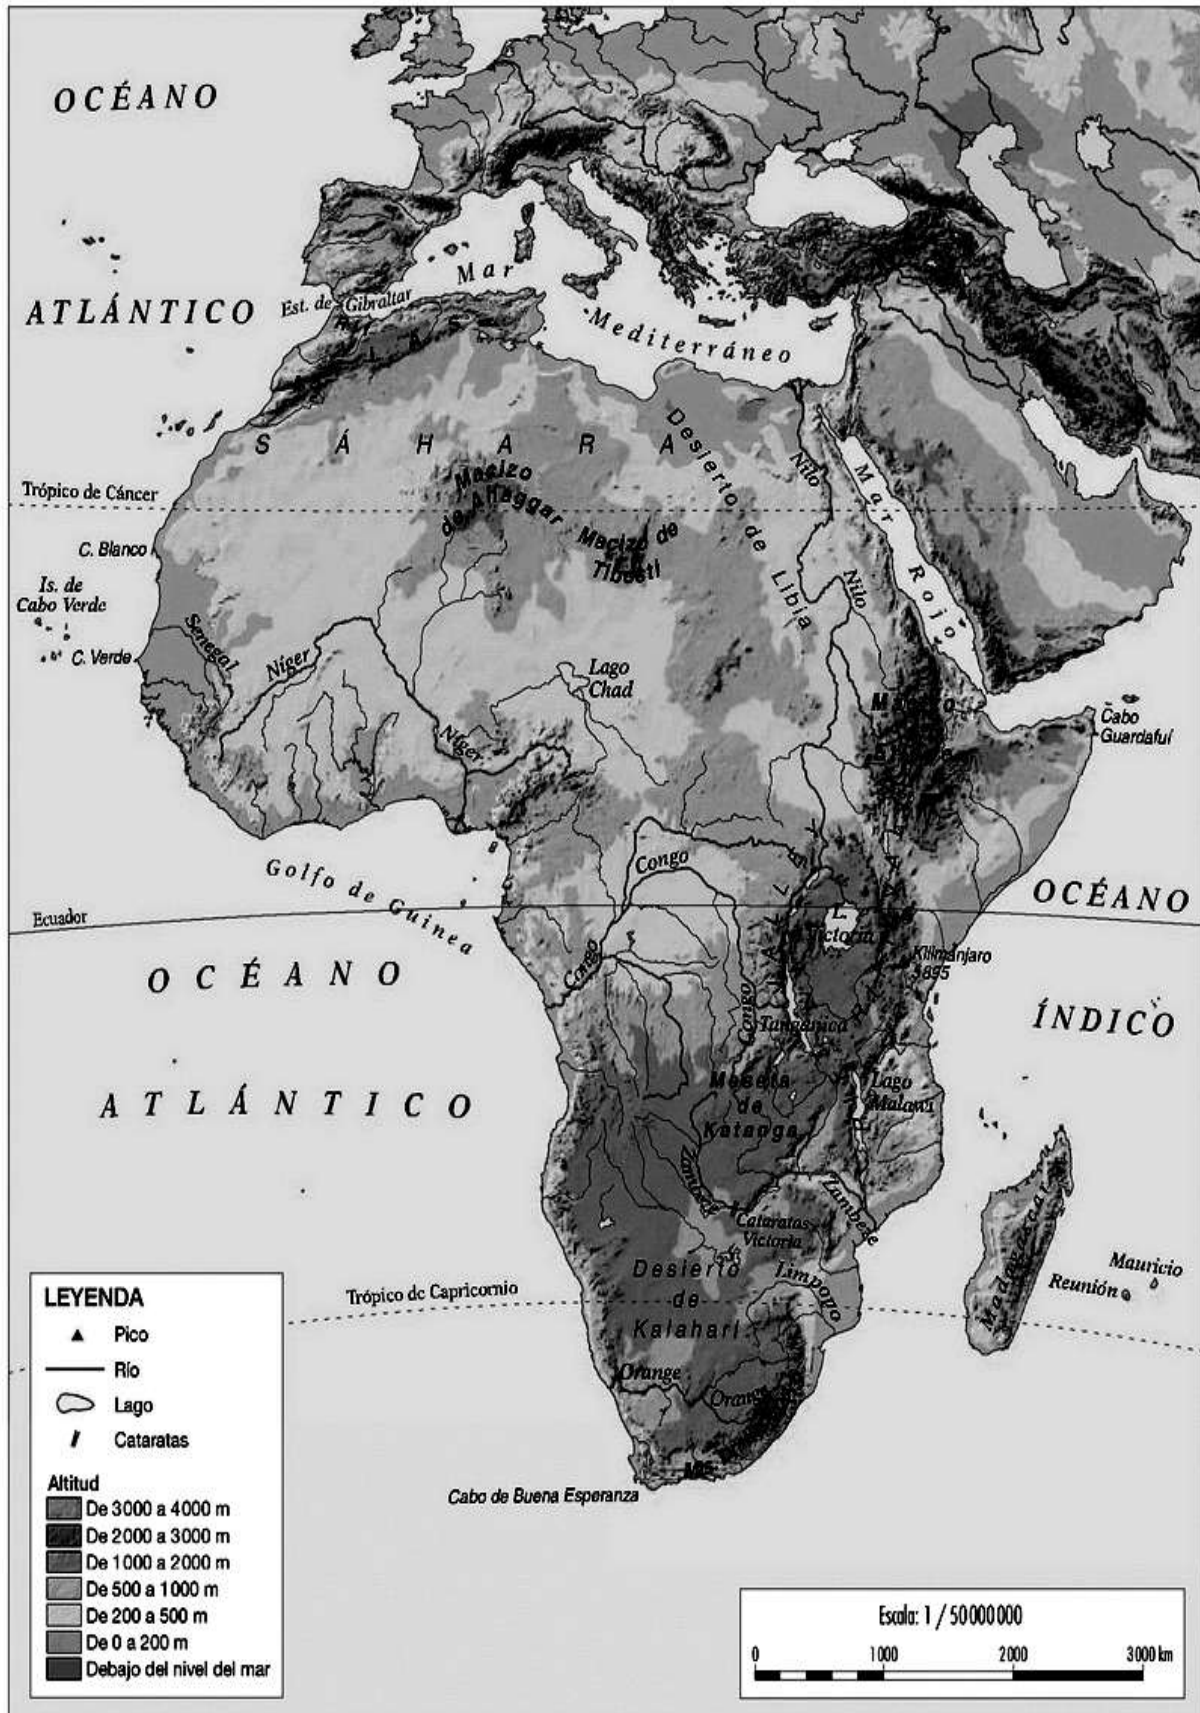 OCÉANO
ATLÁNTICO
Mar
Est. de Gibraltar
Mediterráneo
SÁHARA
Desierto de Libia
Macizo
de Ahaggar
Nilo
Mar Rojo
Trópico de Cáncer
Macizo de
Tibesti
C. Blanco
Is. de
Cabo Verde
Nilo
Senegal
C. Verde
Níger
Lago
Chad
Macizo
Cabo
Guardafuí
Níger
Congo
Golfo de Guinea
OCÉANO
Ecuador
L.
Victoria
Kilimanjaro
5895
OCÉANO
Congo
Congo
Tanganica
ÍNDICO
Meseta
de
Katanga
Lago
Malawi
ATLÁNTICO
Zambeze
Zambeze
Cataratas
Victoria
Madagascar
Mauricio
Reunión
Desierto
de
Kalahari
Limpopo
Trópico de Capricornio
Orange
Orange
Cabo de Buena Esperanza
LEYENDA
Pico
Río
Lago
Cataratas
Altitud
De 3000 a 4000 m
De 2000 a 3000 m
De 1000 a 2000 m
De 500 a 1000 m
De 200 a 500 m
De 0 a 200 m
Debajo del nivel del mar
Escala: 1 / 50000000
0 1000 2000 3000 km